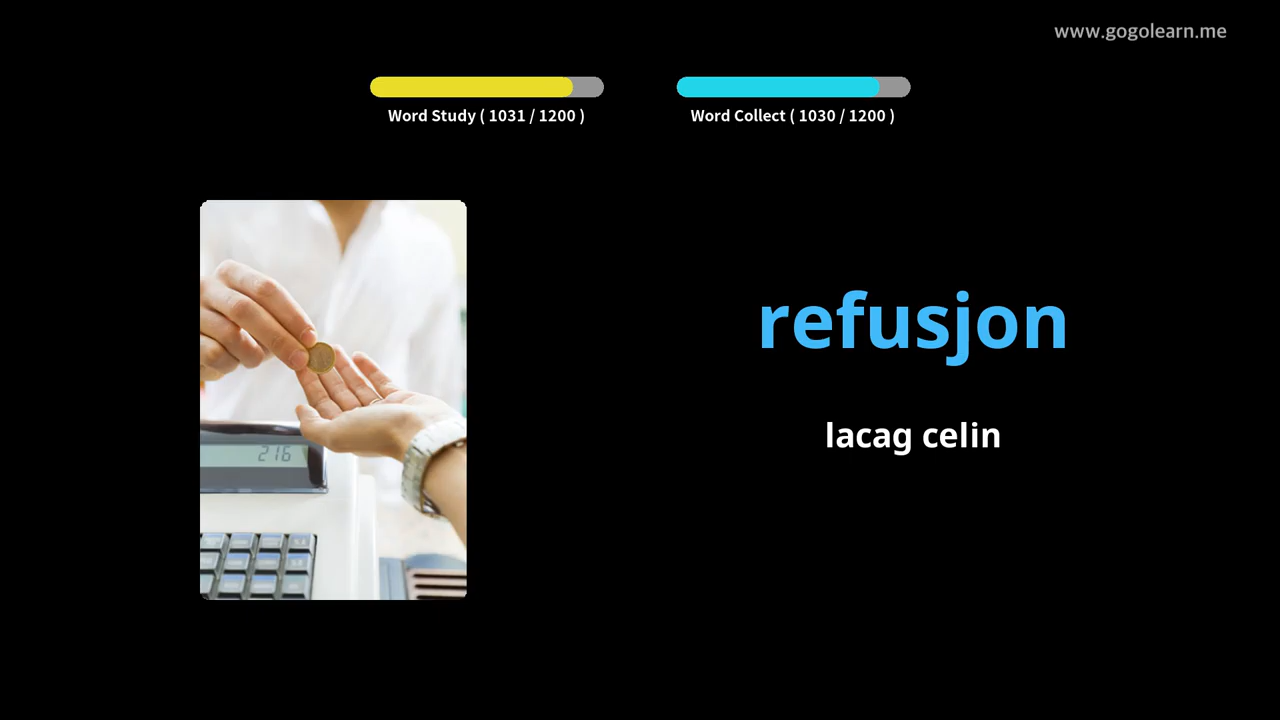 www.gogolearn.me
Word Study ( 1031 / 1200 )
Word Collect ( 1030 / 1200 )
refusjon
lacag celin
216